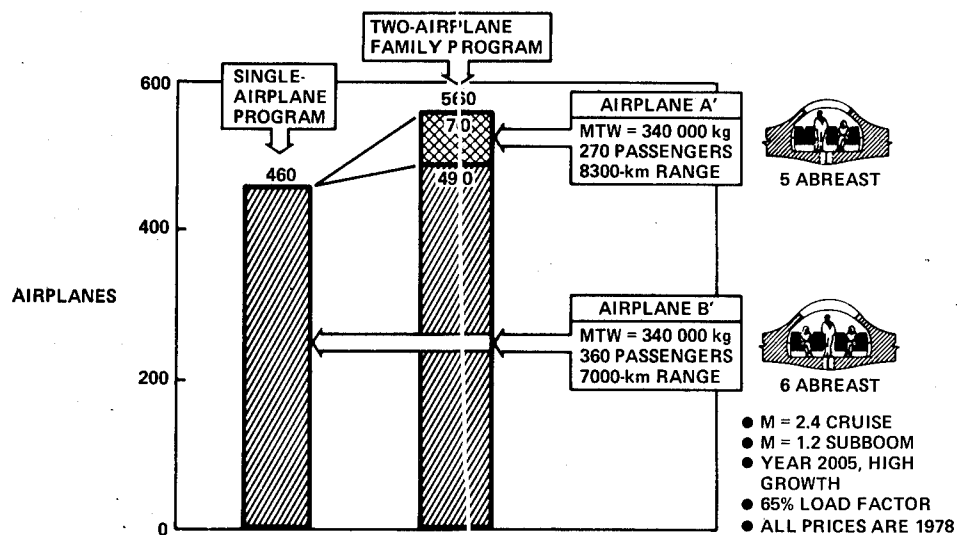 TWO-AIRPLANE
FAMILY PROGRAM
SINGLE-
AIRPLANE
PROGRAM
600
560
70
460
490
400
AIRPLANES
200
0
AIRPLANE A'
MTW = 340 000 kg
270 PASSENGERS
8300-km RANGE
5 ABREAST
AIRPLANE B'
MTW = 340 000 kg
360 PASSENGERS
7000-km RANGE
6 ABREAST
● M = 2.4 CRUISE
● M = 1.2 SUBBOOM
● YEAR 2005, HIGH
GROWTH
● 65% LOAD FACTOR
● ALL PRICES ARE 1978